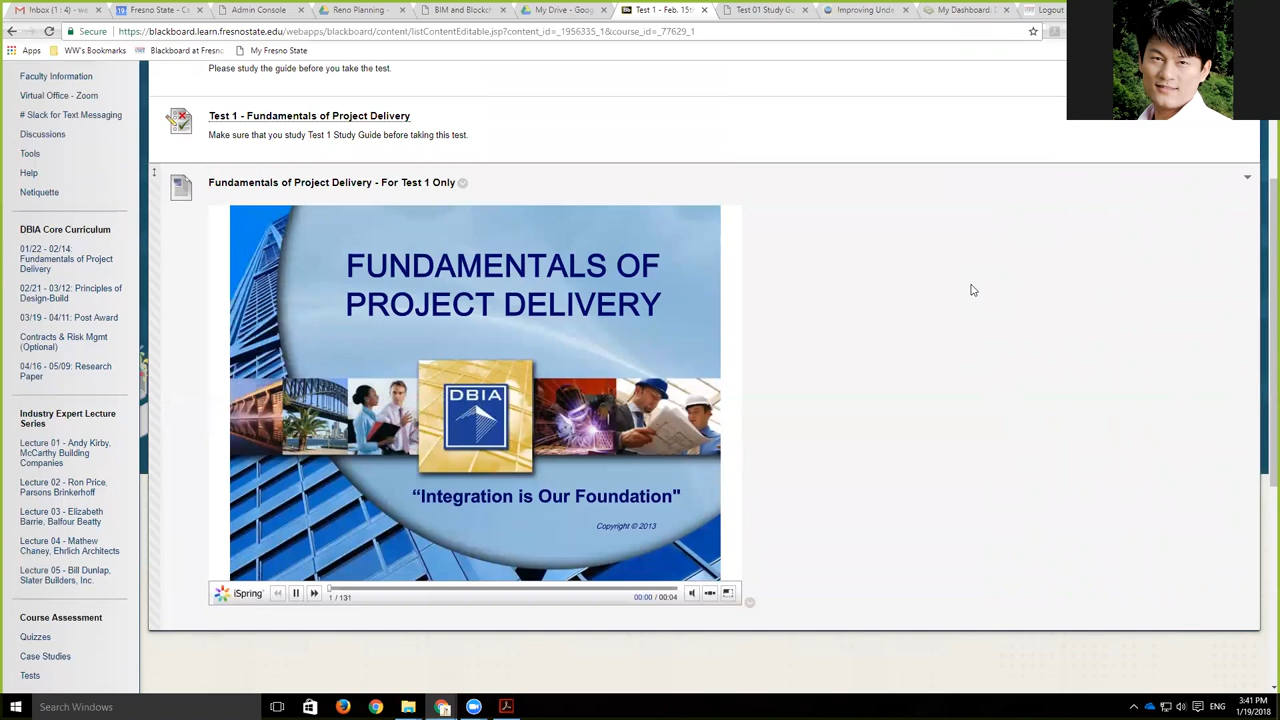 Inbox (1 : 4) - wa
Fresno State - Ca
Admin Console
Reno Planning -
BIM and Blockc
My Drive - Goog
Test 1 - Feb. 15t
Test 01 Study Gu
Improving Unde
My Dashboard: D
Logout
Secure
https://blackboard.learn.fresnostate.edu/webapps/blackboard/content/listContentEditable.jsp?content_id=_1956335_1&course_id=_77629_1
Apps
WW's Bookmarks
Blackboard at Fresno
My Fresno State
Faculty Information
Virtual Office - Zoom
# Slack for Text Messaging
Discussions
Tools
Help
Netiquette
DBIA Core Curriculum
01/22 - 02/14:
Fundamentals of Project
Delivery
02/21 - 03/12: Principles of
Design-Build
03/19 - 04/11: Post Award
Contracts & Risk Mgmt
(Optional)
04/16 - 05/09: Research
Paper
Industry Expert Lecture
Series
Lecture 01 - Andy Kirby,
McCarthy Building
Companies
Lecture 02 - Ron Price,
Parsons Brinkerhoff
Lecture 03 - Elizabeth
Barrie, Balfour Beatty
Lecture 04 - Mathew
Chaney, Ehrlich Architects
Lecture 05 - Bill Dunlap,
Slater Builders, Inc.
Course Assessment
Quizzes
Case Studies
Tests
Please study the guide before you take the test.
Test 1 - Fundamentals of Project Delivery
Make sure that you study Test 1 Study Guide before taking this test.
Fundamentals of Project Delivery - For Test 1 Only
FUNDAMENTALS OF
PROJECT DELIVERY
DBIA
“Integration is Our Foundation"
Copyright © 2013
iSpring
1 / 131
00:00 / 00:04
Search Windows
ENG
3:41 PM
1/19/2018